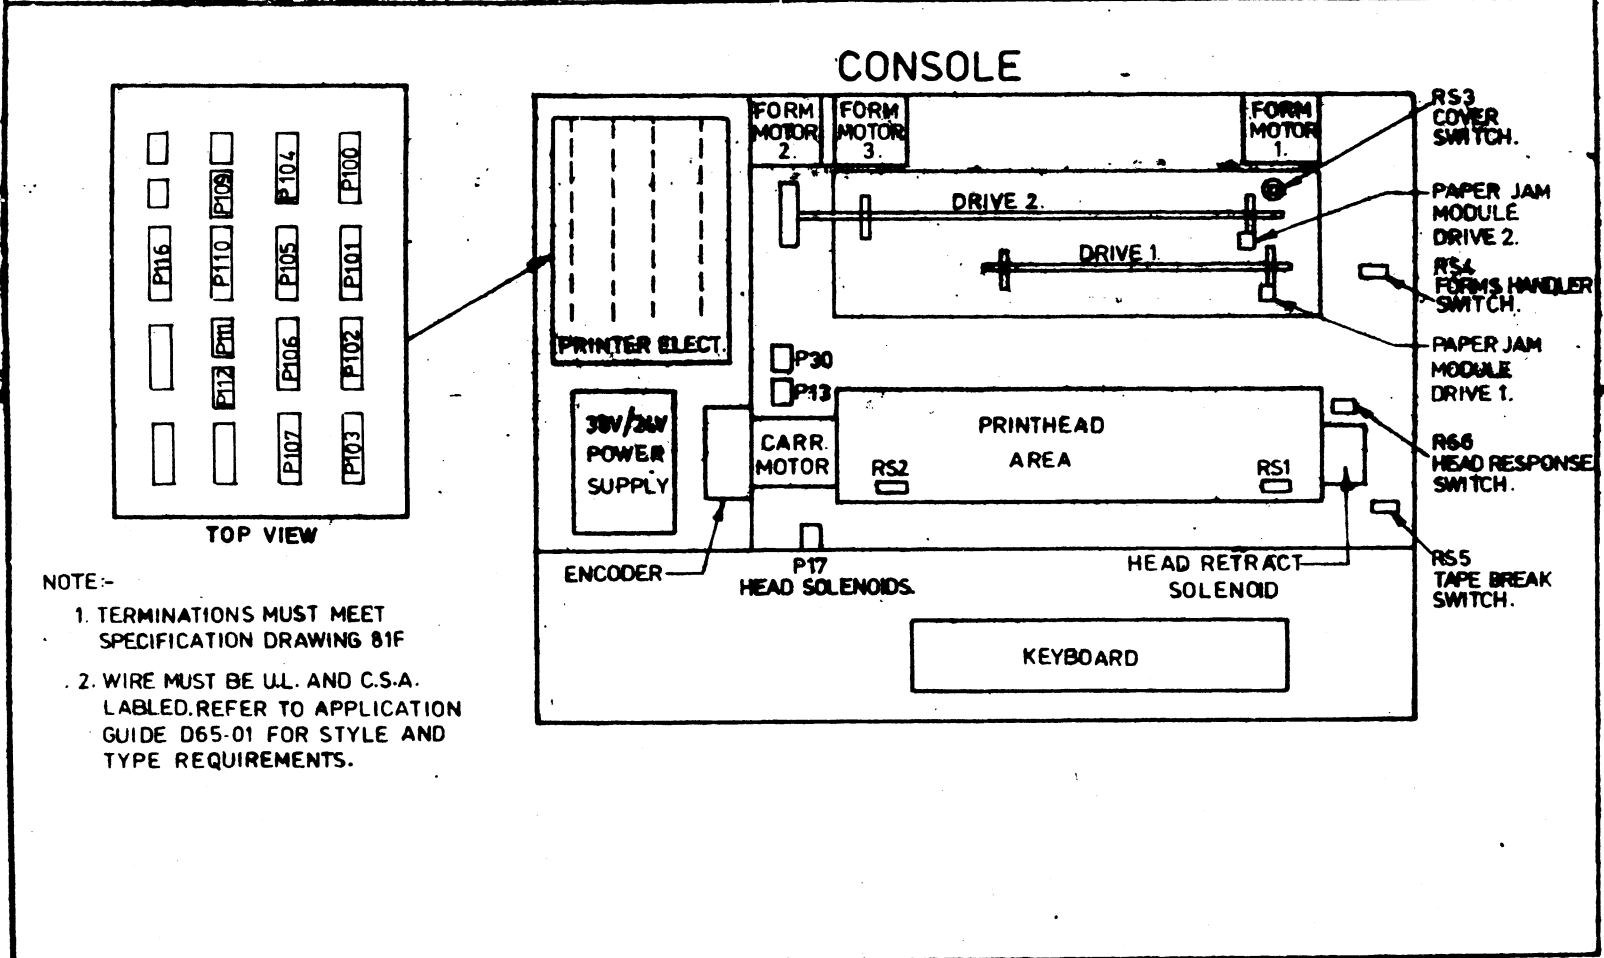 CONSOLE
P109
P104
P100
P116
P110
P105
P101
P111
P112
P106
P102
P107
P103
TOP VIEW
NOTE:-
1. TERMINATIONS MUST MEET
SPECIFICATION DRAWING 81F
2. WIRE MUST BE U.L. AND C.S.A.
LABLED.REFER TO APPLICATION
GUIDE D65-01 FOR STYLE AND
TYPE REQUIREMENTS.
PRINTER ELECT.
FORM
MOTOR
2.
FORM
MOTOR
3.
FORM
MOTOR
1.
DRIVE 2.
DRIVE 1.
P30
P13
38V/24V
POWER
SUPPLY
CARR.
MOTOR
PRINTHEAD
AREA
RS2
RS1
ENCODER
P17
HEAD SOLENOIDS.
HEAD RETRACT
SOLENOID
KEYBOARD
RS3
COVER
SWITCH.
PAPER JAM
MODULE
DRIVE 2.
RS4
FORMS HANDLER
SWITCH.
PAPER JAM
MODULE
DRIVE 1.
R66
HEAD RESPONSE
SWITCH.
RS5
TAPE BREAK
SWITCH.